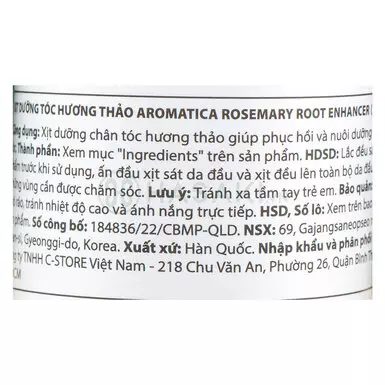 XỊT DƯỠNG TÓC HƯƠNG THẢO AROMATICA ROSEMARY ROOT ENHANCER
Công dụng: Xịt dưỡng chân tóc hương thảo giúp phục hồi và nuôi dưỡng
Thành phần: Xem mục "Ingredients" trên sản phẩm. HDSD: Lắc đều
trước khi sử dụng, ấn đầu xịt sát da đầu và xịt đều lên toàn bộ da đầu
vùng cần được chăm sóc. Lưu ý: Tránh xa tầm tay trẻ em. Bảo quản:
tránh nhiệt độ cao và ánh nắng trực tiếp. HSD, Số lô: Xem trên bao
Số công bố: 184836/22/CBMP-QLD. NSX: 69, Gajangsaneopseo
Gyeonggi-do, Korea. Xuất xứ: Hàn Quốc. Nhập khẩu và phân phối
ty TNHH C-STORE Việt Nam - 218 Chu Văn An, Phường 26, Quận Bình
HCM